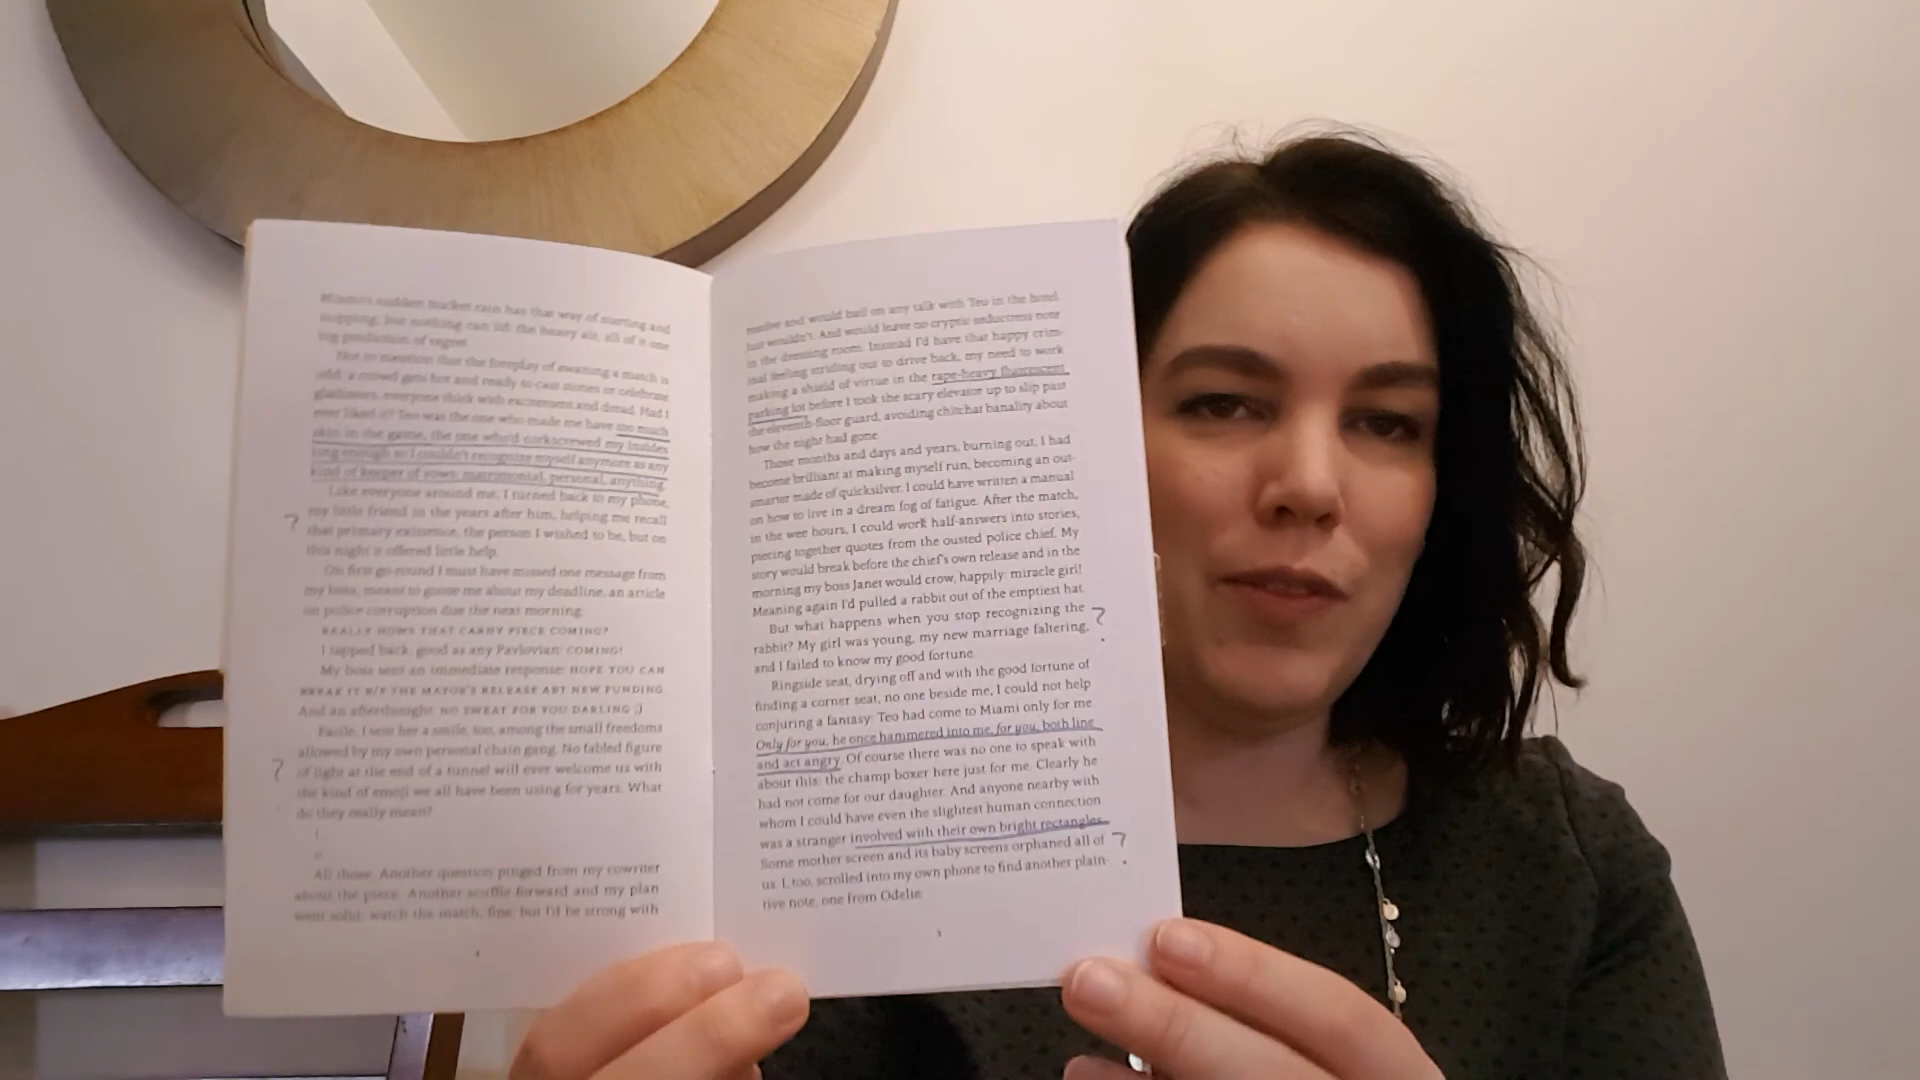 Miami's sudden bucket rain has that way of starting and
stopping, but nothing can lift the heavy air, all of it one
big prediction of regret.
Not to mention that the foreplay of awaiting a match is
odd: a crowd gets hot and ready to cast stones or celebrate
gladiators, everyone thick with excitement and dread. Had I
ever liked it? Teo was the one who made me have too much
skin in the game, the one who'd corkscrewed my insides
long enough so I couldn't recognize myself anymore as any
kind of keeper of vows: matrimonial, personal, anything.
Like everyone around me, I turned back to my phone,
? my little friend in the years after him, helping me recall
that primary existence, the person I wished to be, but on
this night it offered little help.
On first go-round I must have missed one message from
my boss, meant to goose me about my deadline, an article
on police corruption due the next morning.
REALLY HOWS THAT CARNY PIECE COMING?
I tapped back, good as any Pavlovian: COMING!
My boss sent an immediate response: HOPE YOU CAN
BREAK IT B/F THE MAYOR'S RELEASE ABT NEW FUNDING
And an afterthought: NO SWEAT FOR YOU DARLING ;)
Facile, I sent her a smile, too, among the small freedoms
allowed by my own personal chain gang. No fabled figure
? of light at the end of a tunnel will ever welcome us with
the kind of emoji we all have been using for years. What
do they really mean?
All those. Another question pinged from my cowriter
about the piece. Another scuffle forward and my plan
went solid: watch the match, fine, but I'd be strong with
resolve and would bail on any talk with Teo in the hotel.
Just wouldn't. And would leave no cryptic seductress note
in the dressing room. Instead I'd have that happy crim-
inal feeling striding out to drive back, my need to work
making a shield of virtue in the rape-heavy fluorescent
parking lot before I took the scary elevator up to slip past
the eleventh-floor guard, avoiding chitchat banality about
how the night had gone.
Those months and days and years, burning out, I had
become brilliant at making myself run, becoming an out-
smarter made of quicksilver. I could have written a manual
on how to live in a dream fog of fatigue. After the match,
in the wee hours, I could work half-answers into stories,
piecing together quotes from the ousted police chief. My
story would break before the chief's own release and in the
morning my boss Janet would crow, happily: miracle girl!
Meaning again I'd pulled a rabbit out of the emptiest hat.
But what happens when you stop recognizing the ?
rabbit? My girl was young, my new marriage faltering,
and I failed to know my good fortune.
Ringside seat, drying off and with the good fortune of
finding a corner seat, no one beside me, I could not help
conjuring a fantasy: Teo had come to Miami only for me.
Only for you, he once hammered into me, for you, both line
and act angry. Of course there was no one to speak with
about this: the champ boxer here just for me. Clearly he
had not come for our daughter. And anyone nearby with
whom I could have even the slightest human connection
was a stranger involved with their own bright rectangles.
Some mother screen and its baby screens orphaned all of ?
us. I, too, scrolled into my own phone to find another plain-
tive note, one from Odelie.
3